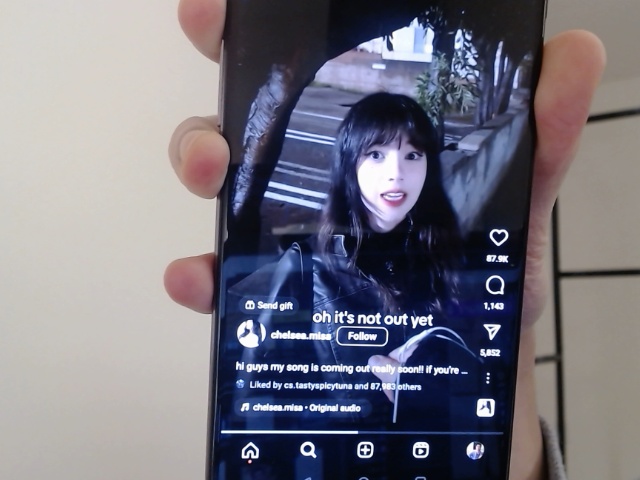 87.9K
1,143
5,852
Send gift
oh it's not out yet
chelsea.misa Follow
hi guys my song is coming out really soon!! if you're ...
Liked by cs.tastyspicytuna and 87,983 others
chelsea.misa • Original audio